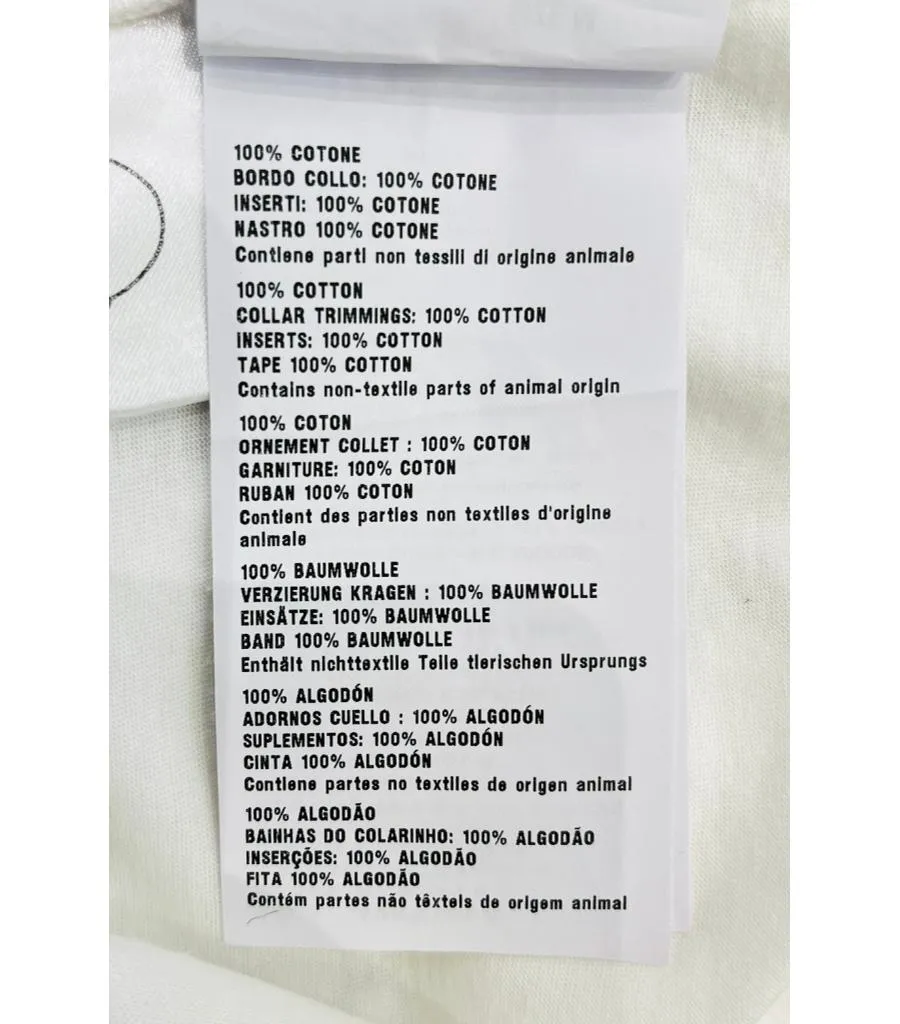 100% COTONE
BORDO COLLO: 100% COTONE
INSERTI: 100% COTONE
NASTRO 100% COTONE
Contiene parti non tessili di origine animale
100% COTTON
COLLAR TRIMMINGS: 100% COTTON
INSERTS: 100% COTTON
TAPE 100% COTTON
Contains non-textile parts of animal origin
100% COTON
ORNEMENT COLLET : 100% COTON
GARNITURE: 100% COTON
RUBAN 100% COTON
Contient des parties non textiles d'origine
animale
100% BAUMWOLLE
VERZIERUNG KRAGEN : 100% BAUMWOLLE
EINSÄTZE: 100% BAUMWOLLE
BAND 100% BAUMWOLLE
Enthält nichttextile Teile tierischen Ursprungs
100% ALGODÓN
ADORNOS CUELLO : 100% ALGODÓN
SUPLEMENTOS: 100% ALGODÓN
CINTA 100% ALGODÓN
Contiene partes no textiles de origen animal
100% ALGODÃO
BAINHAS DO COLARINHO: 100% ALGODÃO
INSERÇÕES: 100% ALGODÃO
FITA 100% ALGODÃO
Contém partes não têxteis de origem animal